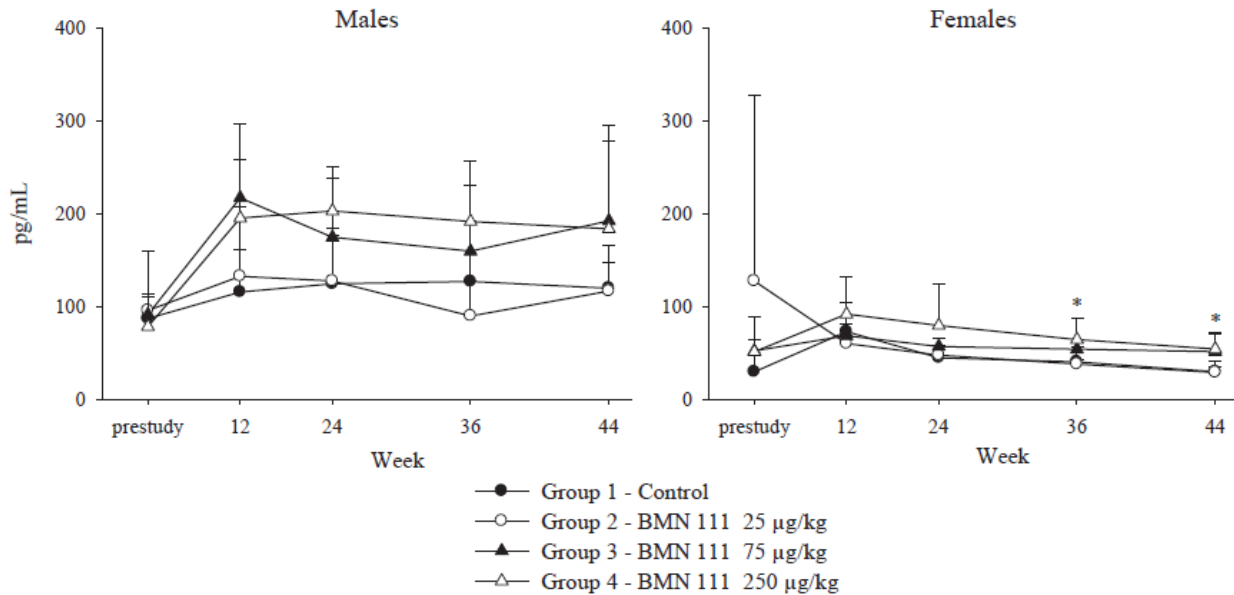 Males
Females
pg/mL
400
300
200
100
0
prestudy 12 24 36 44
Week
400
300
200
100
0
*
*
prestudy 12 24 36 44
Week
Group 1 - Control
Group 2 - BMN 111 25 µg/kg
Group 3 - BMN 111 75 µg/kg
Group 4 - BMN 111 250 µg/kg